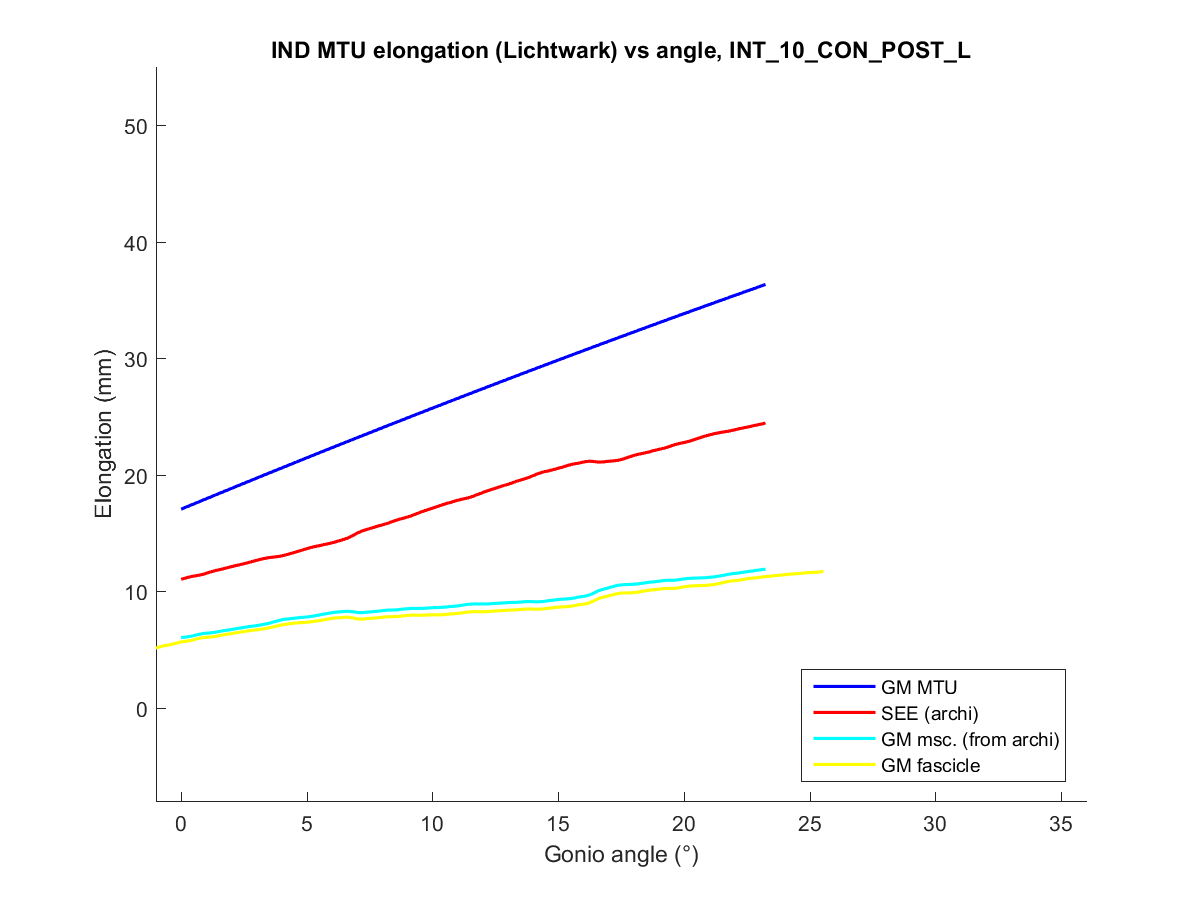 IND MTU elongation (Lichtwark) vs angle, INT_10_CON_POST_L
50
40
30
20
10
0
Elongation (mm)
0 5 10 15 20 25 30 35
Gonio angle (°)
GM MTU
SEE (archi)
GM msc. (from archi)
GM fascicle